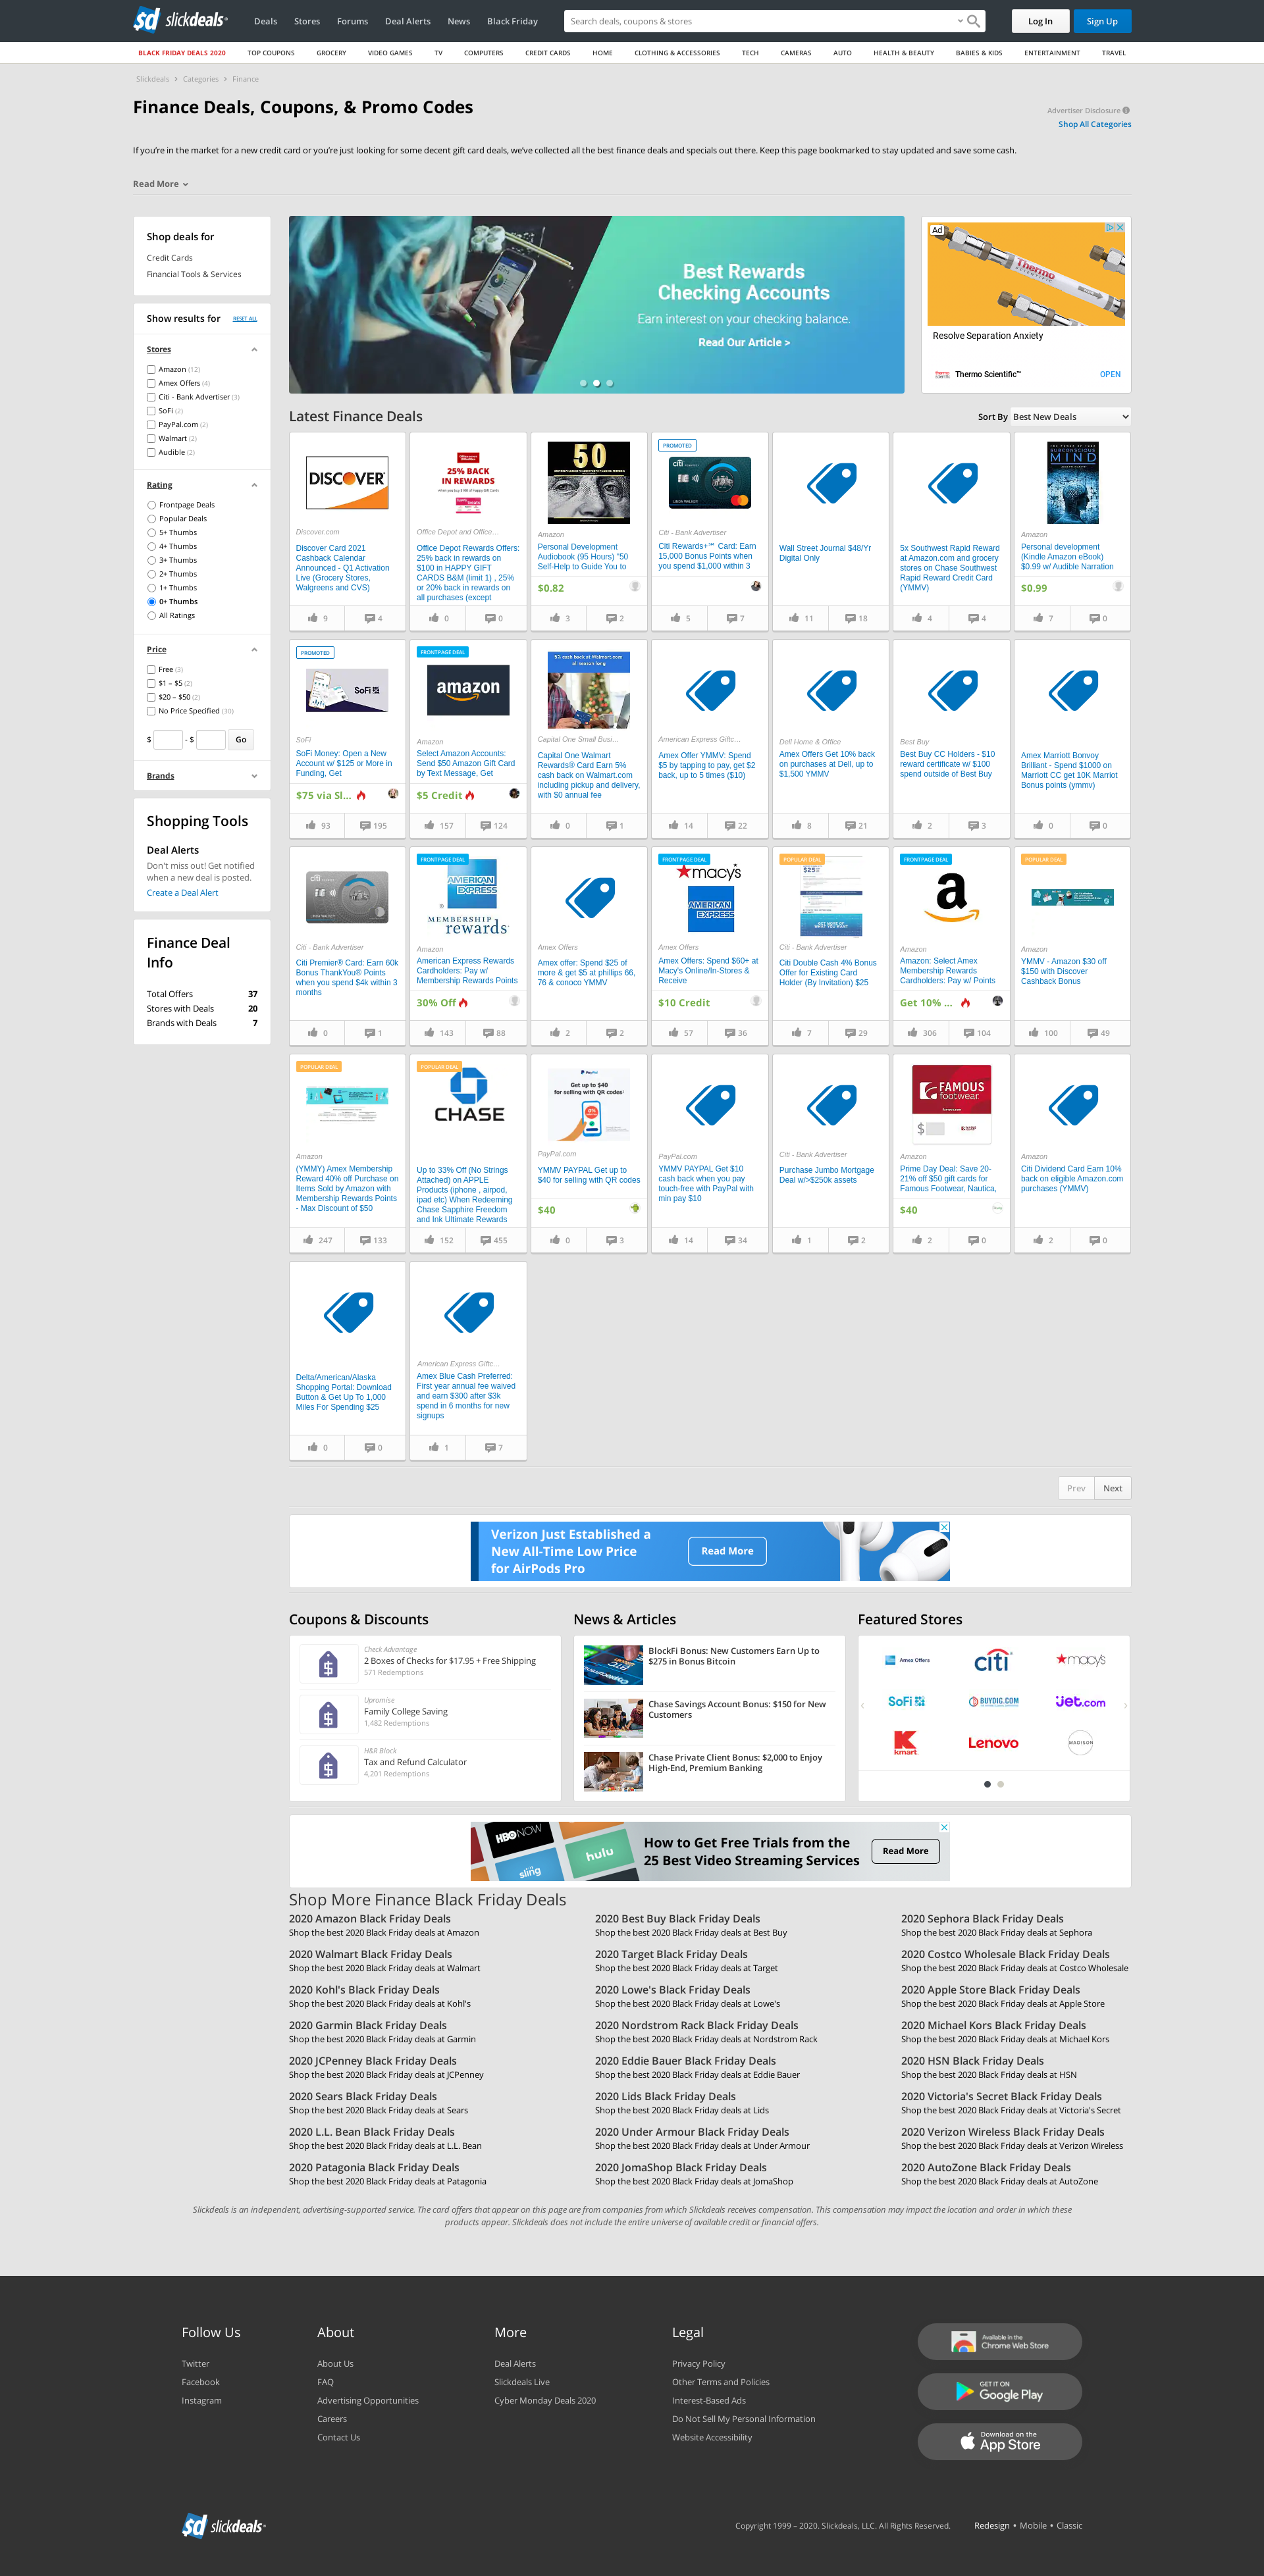 slickdeals
Deals
Stores
Forums
Deal Alerts
News
Black Friday
Search deals, coupons & stores
Log In
Sign Up
BLACK FRIDAY DEALS 2020
TOP COUPONS
GROCERY
VIDEO GAMES
TV
COMPUTERS
CREDIT CARDS
HOME
CLOTHING & ACCESSORIES
TECH
CAMERAS
AUTO
HEALTH & BEAUTY
BABIES & KIDS
ENTERTAINMENT
TRAVEL
Slickdeals > Categories > Finance
Finance Deals, Coupons, & Promo Codes
Advertiser Disclosure
Shop All Categories
If you're in the market for a new credit card or you're just looking for some decent gift card deals, we've collected all the best finance deals and specials out there. Keep this page bookmarked to stay updated and save some cash.
Read More
Shop deals for
Credit Cards
Financial Tools & Services
Show results for
RESET ALL
Stores
Amazon (12)
Amex Offers (4)
Citi - Bank Advertiser (3)
SoFi (2)
PayPal.com (2)
Walmart (2)
Audible (2)
Rating
Frontpage Deals
Popular Deals
5+ Thumbs
4+ Thumbs
3+ Thumbs
2+ Thumbs
1+ Thumbs
0+ Thumbs
All Ratings
Price
Free (3)
$1 – $5 (2)
$20 – $50 (2)
No Price Specified (30)
$ - $ Go
Brands
Shopping Tools
Deal Alerts
Don't miss out! Get notified
when a new deal is posted.
Create a Deal Alert
Finance Deal
Info
Total Offers 37
Stores with Deals 20
Brands with Deals 7
Best Rewards
Checking Accounts
Earn interest on your checking balance.
Read Our Article >
Ad
Thermo
Resolve Separation Anxiety
Thermo Scientific™
OPEN
Latest Finance Deals
Sort By Best New Deals
DISCOVER
Discover.com
Discover Card 2021
Cashback Calendar
Announced - Q1 Activation
Live (Grocery Stores,
Walgreens and CVS)
9 4
25% BACK
IN REWARDS
Office Depot and Office...
Office Depot Rewards Offers:
25% back in rewards on
$100 in HAPPY GIFT
CARDS B&M (limit 1) , 25%
or 20% back in rewards on
all purchases (except
0 0
50
Amazon
Personal Development
Audiobook (95 Hours) "50
Self-Help to Guide You to
$0.82
3 2
PROMOTED
citi
Citi - Bank Advertiser
Citi Rewards+℠ Card: Earn
15,000 Bonus Points when
you spend $1,000 within 3
5 7
Wall Street Journal $48/Yr
Digital Only
11 18
5x Southwest Rapid Reward
at Amazon.com and grocery
stores on Chase Southwest
Rapid Reward Credit Card
(YMMV)
4 4
SUBCONSCIOUS
MIND
Amazon
Personal development
(Kindle Amazon eBook)
$0.99 w/ Audible Narration
$0.99
7 0
PROMOTED
SoFi
SoFi
SoFi Money: Open a New
Account w/ $125 or More in
Funding, Get
$75 via Sl...
93 195
FRONTPAGE DEAL
amazon
Amazon
Select Amazon Accounts:
Send $50 Amazon Gift Card
by Text Message, Get
$5 Credit
157 124
5% cash back at Walmart.com
all season long
Capital One Small Busi...
Capital One Walmart
Rewards® Card Earn 5%
cash back on Walmart.com
including pickup and delivery,
with $0 annual fee
0 1
American Express Giftc...
Amex Offer YMMV: Spend
$5 by tapping to pay, get $2
back, up to 5 times ($10)
14 22
Dell Home & Office
Amex Offers Get 10% back
on purchases at Dell, up to
$1,500 YMMV
8 21
Best Buy
Best Buy CC Holders - $10
reward certificate w/ $100
spend outside of Best Buy
2 3
Amex Marriott Bonvoy
Brilliant - Spend $1000 on
Marriott CC get 10K Marriot
Bonus points (ymmv)
0 0
citi
Citi - Bank Advertiser
Citi Premier® Card: Earn 60k
Bonus ThankYou® Points
when you spend $4k within 3
months
0 1
FRONTPAGE DEAL
AMERICAN EXPRESS
MEMBERSHIP
rewards
Amazon
American Express Rewards
Cardholders: Pay w/
Membership Rewards Points
30% Off
143 88
Amex Offers
Amex offer: Spend $25 of
more & get $5 at phillips 66,
76 & conoco YMMV
2 2
FRONTPAGE DEAL
macy's
AMERICAN EXPRESS
Amex Offers
Amex Offers: Spend $60+ at
Macy's Online/In-Stores &
Receive
$10 Credit
57 36
POPULAR DEAL
Citi - Bank Advertiser
Citi Double Cash 4% Bonus
Offer for Existing Card
Holder (By Invitation) $25
7 29
FRONTPAGE DEAL
a
Amazon
Amazon: Select Amex
Membership Rewards
Cardholders: Pay w/ Points
Get 10% ...
306 104
POPULAR DEAL
Amazon
YMMV - Amazon $30 off
$150 with Discover
Cashback Bonus
100 49
POPULAR DEAL
Amazon
(YMMY) Amex Membership
Reward 40% off Purchase on
Items Sold by Amazon with
Membership Rewards Points
- Max Discount of $50
247 133
POPULAR DEAL
CHASE
Up to 33% Off (No Strings
Attached) on APPLE
Products (iphone , airpod,
ipad etc) When Redeeming
Chase Sapphire Freedom
and Ink Ultimate Rewards
152 455
PayPal
Get up to $40
for selling with QR codes
PayPal.com
YMMV PAYPAL Get up to
$40 for selling with QR codes
$40
0 3
PayPal.com
YMMV PAYPAL Get $10
cash back when you pay
touch-free with PayPal with
min pay $10
14 34
Citi - Bank Advertiser
Purchase Jumbo Mortgage
Deal w/>$250k assets
1 2
FAMOUS
footwear
$
Amazon
Prime Day Deal: Save 20-
21% off $50 gift cards for
Famous Footwear, Nautica,
$40
2 0
Amazon
Citi Dividend Card Earn 10%
back on eligible Amazon.com
purchases (YMMV)
2 0
Delta/American/Alaska
Shopping Portal: Download
Button & Get Up To 1,000
Miles For Spending $25
0 0
American Express Giftc...
Amex Blue Cash Preferred:
First year annual fee waived
and earn $300 after $3k
spend in 6 months for new
signups
1 7
Prev
Next
Verizon Just Established a
New All-Time Low Price
for AirPods Pro
Read More
Coupons & Discounts
Check Advantage
2 Boxes of Checks for $17.95 + Free Shipping
571 Redemptions
Upromise
Family College Saving
1,482 Redemptions
H&R Block
Tax and Refund Calculator
4,201 Redemptions
News & Articles
BlockFi Bonus: New Customers Earn Up to
$275 in Bonus Bitcoin
Chase Savings Account Bonus: $150 for New
Customers
Chase Private Client Bonus: $2,000 to Enjoy
High-End, Premium Banking
Featured Stores
Amex Offers
citi
macy's
SoFi
BUYDIG.COM
jet.com
kmart
Lenovo
MADISON
HBO NOW
sling
hulu
How to Get Free Trials from the
25 Best Video Streaming Services
Read More
Shop More Finance Black Friday Deals
2020 Amazon Black Friday Deals
Shop the best 2020 Black Friday deals at Amazon
2020 Best Buy Black Friday Deals
Shop the best 2020 Black Friday deals at Best Buy
2020 Sephora Black Friday Deals
Shop the best 2020 Black Friday deals at Sephora
2020 Walmart Black Friday Deals
Shop the best 2020 Black Friday deals at Walmart
2020 Target Black Friday Deals
Shop the best 2020 Black Friday deals at Target
2020 Costco Wholesale Black Friday Deals
Shop the best 2020 Black Friday deals at Costco Wholesale
2020 Kohl's Black Friday Deals
Shop the best 2020 Black Friday deals at Kohl's
2020 Lowe's Black Friday Deals
Shop the best 2020 Black Friday deals at Lowe's
2020 Apple Store Black Friday Deals
Shop the best 2020 Black Friday deals at Apple Store
2020 Garmin Black Friday Deals
Shop the best 2020 Black Friday deals at Garmin
2020 Nordstrom Rack Black Friday Deals
Shop the best 2020 Black Friday deals at Nordstrom Rack
2020 Michael Kors Black Friday Deals
Shop the best 2020 Black Friday deals at Michael Kors
2020 JCPenney Black Friday Deals
Shop the best 2020 Black Friday deals at JCPenney
2020 Eddie Bauer Black Friday Deals
Shop the best 2020 Black Friday deals at Eddie Bauer
2020 HSN Black Friday Deals
Shop the best 2020 Black Friday deals at HSN
2020 Sears Black Friday Deals
Shop the best 2020 Black Friday deals at Sears
2020 Lids Black Friday Deals
Shop the best 2020 Black Friday deals at Lids
2020 Victoria's Secret Black Friday Deals
Shop the best 2020 Black Friday deals at Victoria's Secret
2020 L.L. Bean Black Friday Deals
Shop the best 2020 Black Friday deals at L.L. Bean
2020 Under Armour Black Friday Deals
Shop the best 2020 Black Friday deals at Under Armour
2020 Verizon Wireless Black Friday Deals
Shop the best 2020 Black Friday deals at Verizon Wireless
2020 Patagonia Black Friday Deals
Shop the best 2020 Black Friday deals at Patagonia
2020 JomaShop Black Friday Deals
Shop the best 2020 Black Friday deals at JomaShop
2020 AutoZone Black Friday Deals
Shop the best 2020 Black Friday deals at AutoZone
Slickdeals is an independent, advertising-supported service. The card offers that appear on this page are from companies from which Slickdeals receives compensation. This compensation may impact the location and order in which these
products appear. Slickdeals does not include the entire universe of available credit or financial offers.
Follow Us
Twitter
Facebook
Instagram
About
About Us
FAQ
Advertising Opportunities
Careers
Contact Us
More
Deal Alerts
Slickdeals Live
Cyber Monday Deals 2020
Legal
Privacy Policy
Other Terms and Policies
Interest-Based Ads
Do Not Sell My Personal Information
Website Accessibility
Available in the
Chrome Web Store
GET IT ON
Google Play
Download on the
App Store
slickdeals
Copyright 1999 – 2020. Slickdeals, LLC. All Rights Reserved.
Redesign • Mobile • Classic